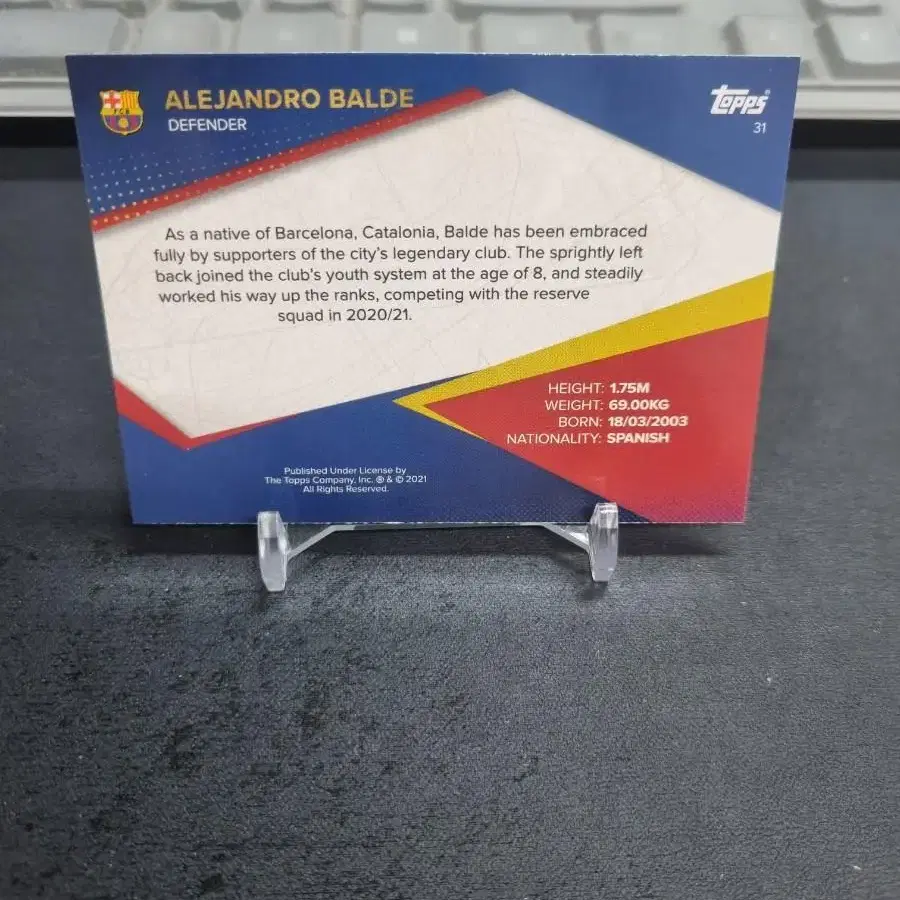 ALEJANDRO BALDE
DEFENDER
Topps®
31
As a native of Barcelona, Catalonia, Balde has been embraced
fully by supporters of the city's legendary club. The sprightly left
back joined the club's youth system at the age of 8, and steadily
worked his way up the ranks, competing with the reserve
squad in 2020/21.
HEIGHT: 1.75M
WEIGHT: 69.00KG
BORN: 18/03/2003
NATIONALITY: SPANISH
Published Under License by
The Topps Company, Inc. ® & © 2021
All Rights Reserved.